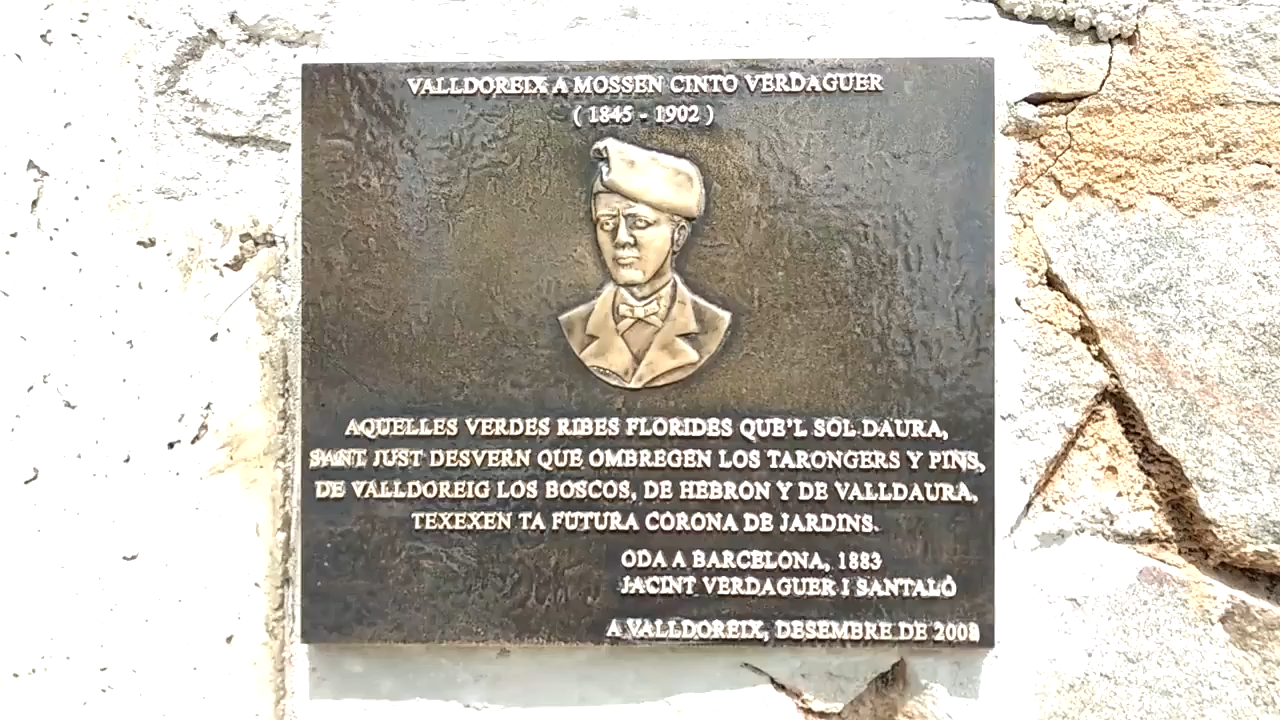 VALLDOREIX A MOSSEN CINTO VERDAGUER
( 1845 - 1902 )
AQUELLES VERDES RIBES FLORIDES QUE'L SOL DAURA,
SANT JUST DESVERN QUE OMBREGEN LOS TARONGERS Y PINS,
DE VALLDOREIG LOS BOSCOS, DE HEBRON Y DE VALLDAURA,
TEXEXEN TA FUTURA CORONA DE JARDINS.
ODA A BARCELONA, 1883
JACINT VERDAGUER I SANTALÓ
A VALLDOREIX, DESEMBRE DE 2008